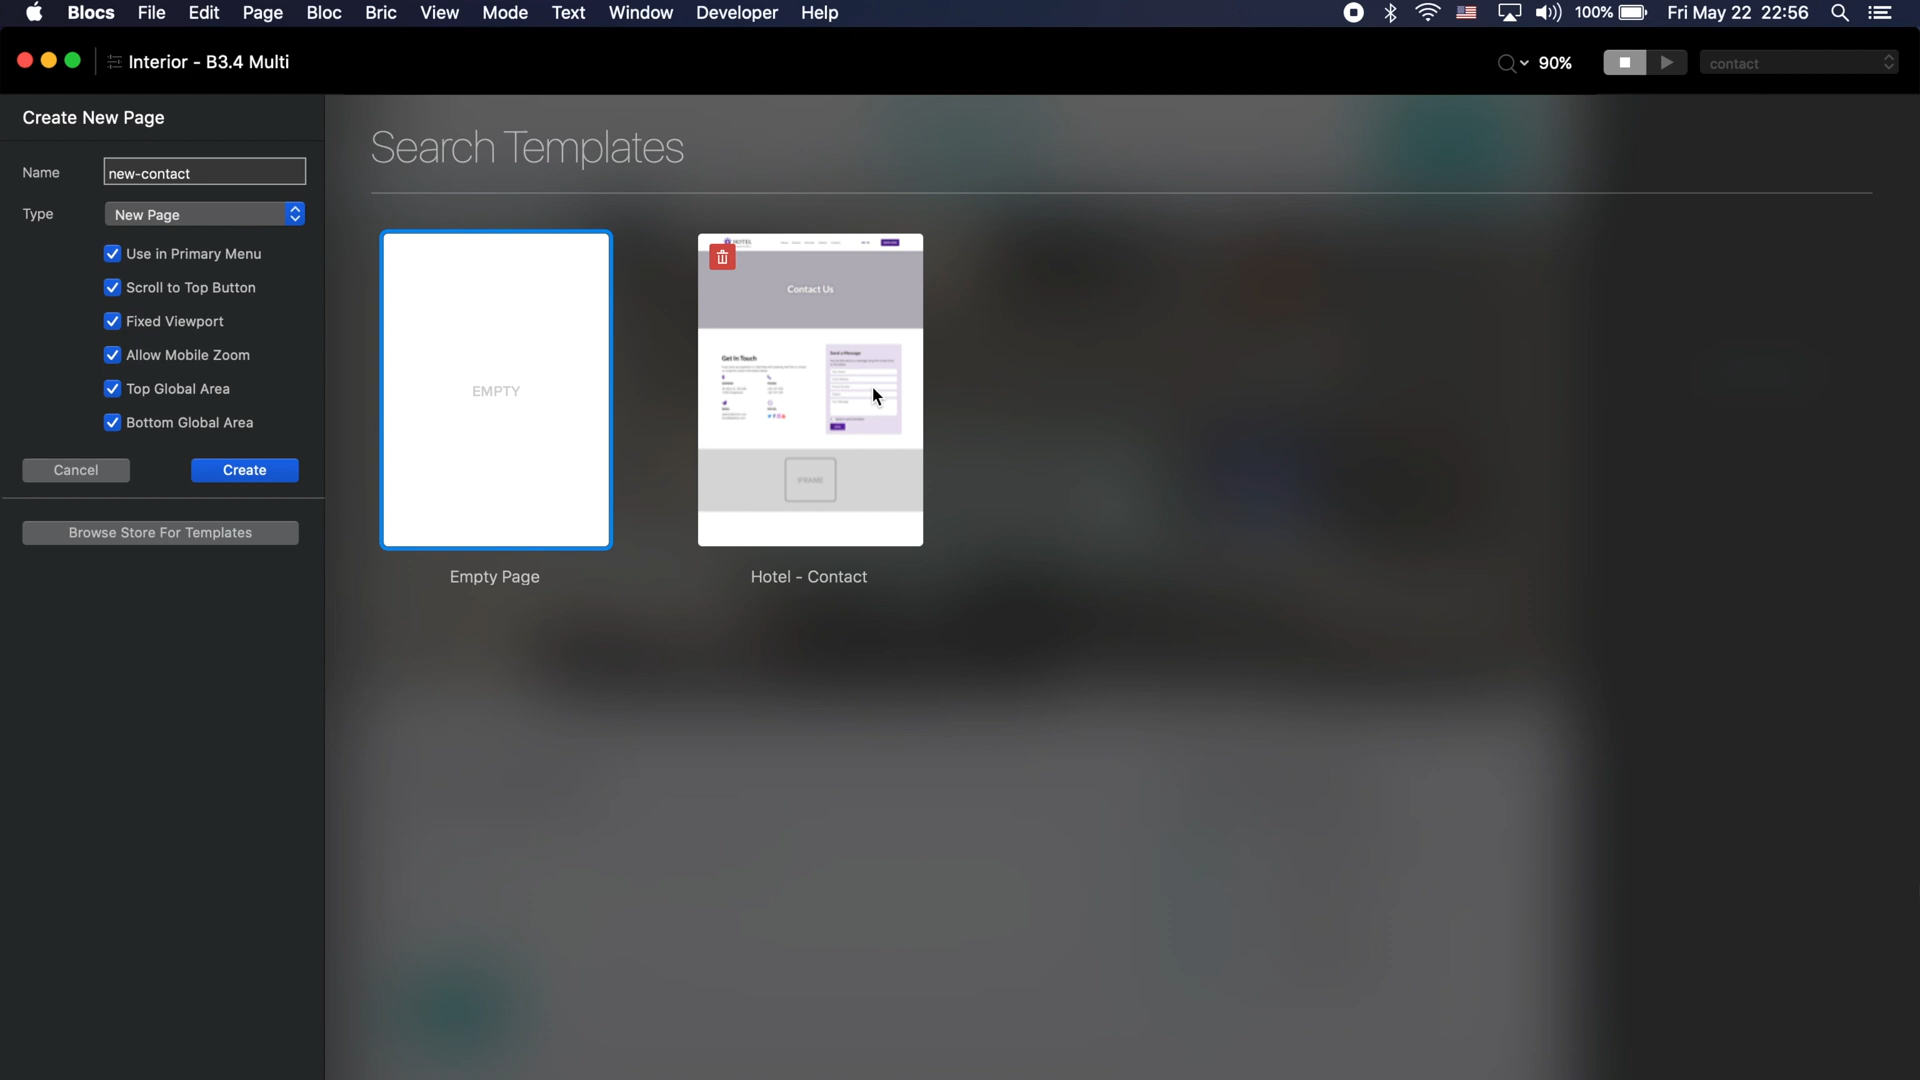 Blocs File Edit Page Bloc Bric View Mode Text Window Developer Help 100% Fri May 22 22:56
Interior - B3.4 Multi 90% contact
Create New Page
Name new-contact
Type New Page
Use in Primary Menu
Scroll to Top Button
Fixed Viewport
Allow Mobile Zoom
Top Global Area
Bottom Global Area
Cancel Create
Browse Store For Templates
Search Templates
EMPTY
Empty Page
HOTEL
Contact Us
Get In Touch
Send a Message
IFRAME
Hotel - Contact